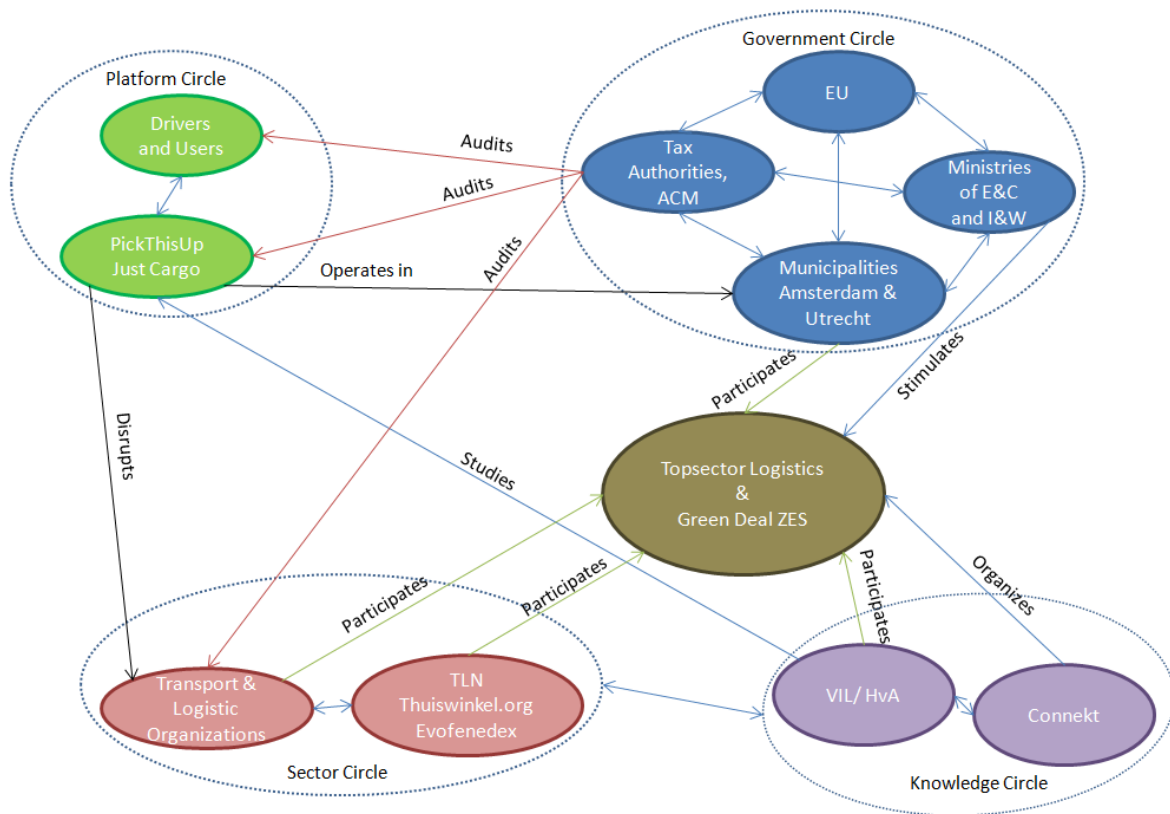 Government Circle
Platform Circle
EU
Drivers
and Users
Audits
Tax
Authorities,
ACM
Ministries
of E&C
and I&W
Audits
PickThisUp
Just Cargo
Operates in
Audits
Municipalities
Amsterdam &
Utrecht
Participates
Stimulates
Disrupts
Studies
Topsector Logistics
&
Green Deal ZES
Participates
Participates
Participates
Organizes
Transport &
Logistic
Organizations
TLN
Thuiswinkel.org
Evofenedex
VIL/ HvA
Connekt
Sector Circle
Knowledge Circle